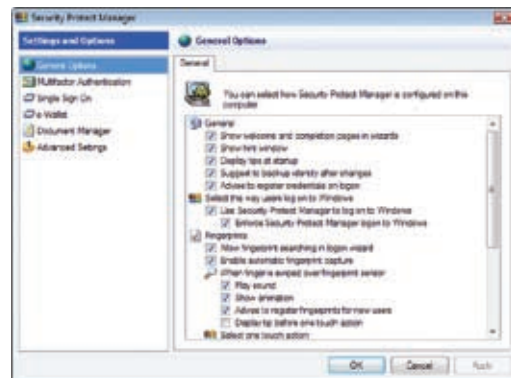 Security Protect Manager
Settings and Options
General Options
Multifactor Authentication
Single Sign On
e-Wallet
Document Manager
Advanced Settings
General Options
General
You can select how Security Protect Manager is configured on this computer
General
Show welcome and completion pages in wizards
Show hint window
Display tips at startup
Suggest to backup identity after changes
Advise to register credentials on logon
Select the way users log on to Windows
Use Security Protect Manager to log on to Windows
Enforce Security Protect Manager logon to Windows
Fingerprints
Allow fingerprint searching in logon wizard
Enable automatic fingerprint capture
When finger is swiped over fingerprint sensor
Play sound
Show animation
Advise to register fingerprints for new users
Display tip before one touch action
Select one touch action
OK
Cancel
Apply